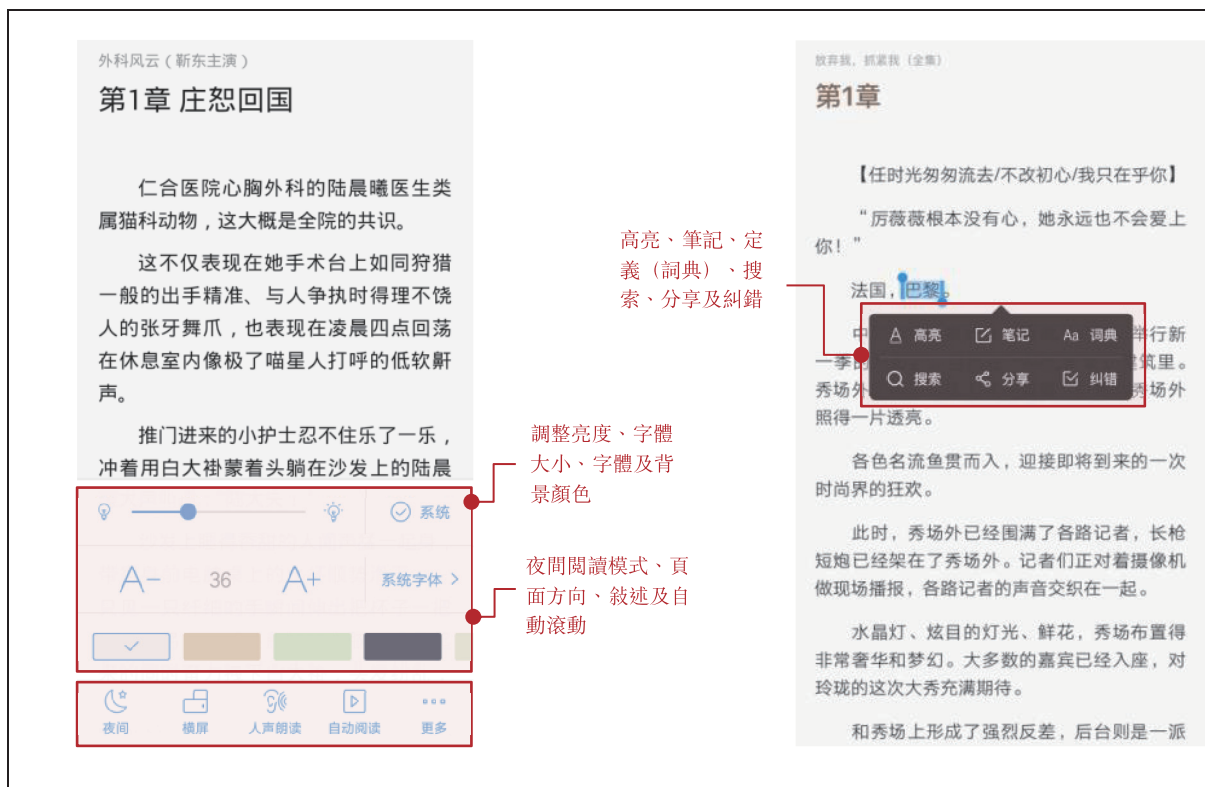 外科风云（靳东主演）
第1章 庄恕回国
仁合医院心胸外科的陆晨曦医生类
属猫科动物，这大概是全院的共识。
这不仅表现在她手术台上如同狩猎
一般的出手精准、与人争执时得理不饶
人的张牙舞爪，也表现在凌晨四点回荡
在休息室内像极了喵星人打呼的低软鼾
声。
推门进来的小护士忍不住乐了一乐，
冲着用白大褂蒙着头躺在沙发上的陆晨
系统
A-
36
A+
系统字体 >
夜间
横屏
人声朗读
自动阅读
更多
高亮、筆記、定
義（詞典）、搜
索、分享及糾錯
調整亮度、字體
大小、字體及背
景顏色
夜間閱讀模式、頁
面方向、敍述及自
動滾動
放弃我，抓紧我（全集）
第1章
【任时光匆匆流去/不改初心/我只在乎你】
“厉薇薇根本没有心，她永远也不会爱上
你！”
法国，巴黎。
中
举行新
一季的
筑里。
秀场外
秀场外
A 高亮
笔记
Aa 词典
搜索
分享
纠错
照得一片透亮。
各色名流鱼贯而入，迎接即将到来的一次
时尚界的狂欢。
此时，秀场外已经围满了各路记者，长枪
短炮已经架在了秀场外。记者们正对着摄像机
做现场播报，各路记者的声音交织在一起。
水晶灯、炫目的灯光、鲜花，秀场布置得
非常奢华和梦幻。大多数的嘉宾已经入座，对
玲珑的这次大秀充满期待。
和秀场上形成了强烈反差，后台则是一派